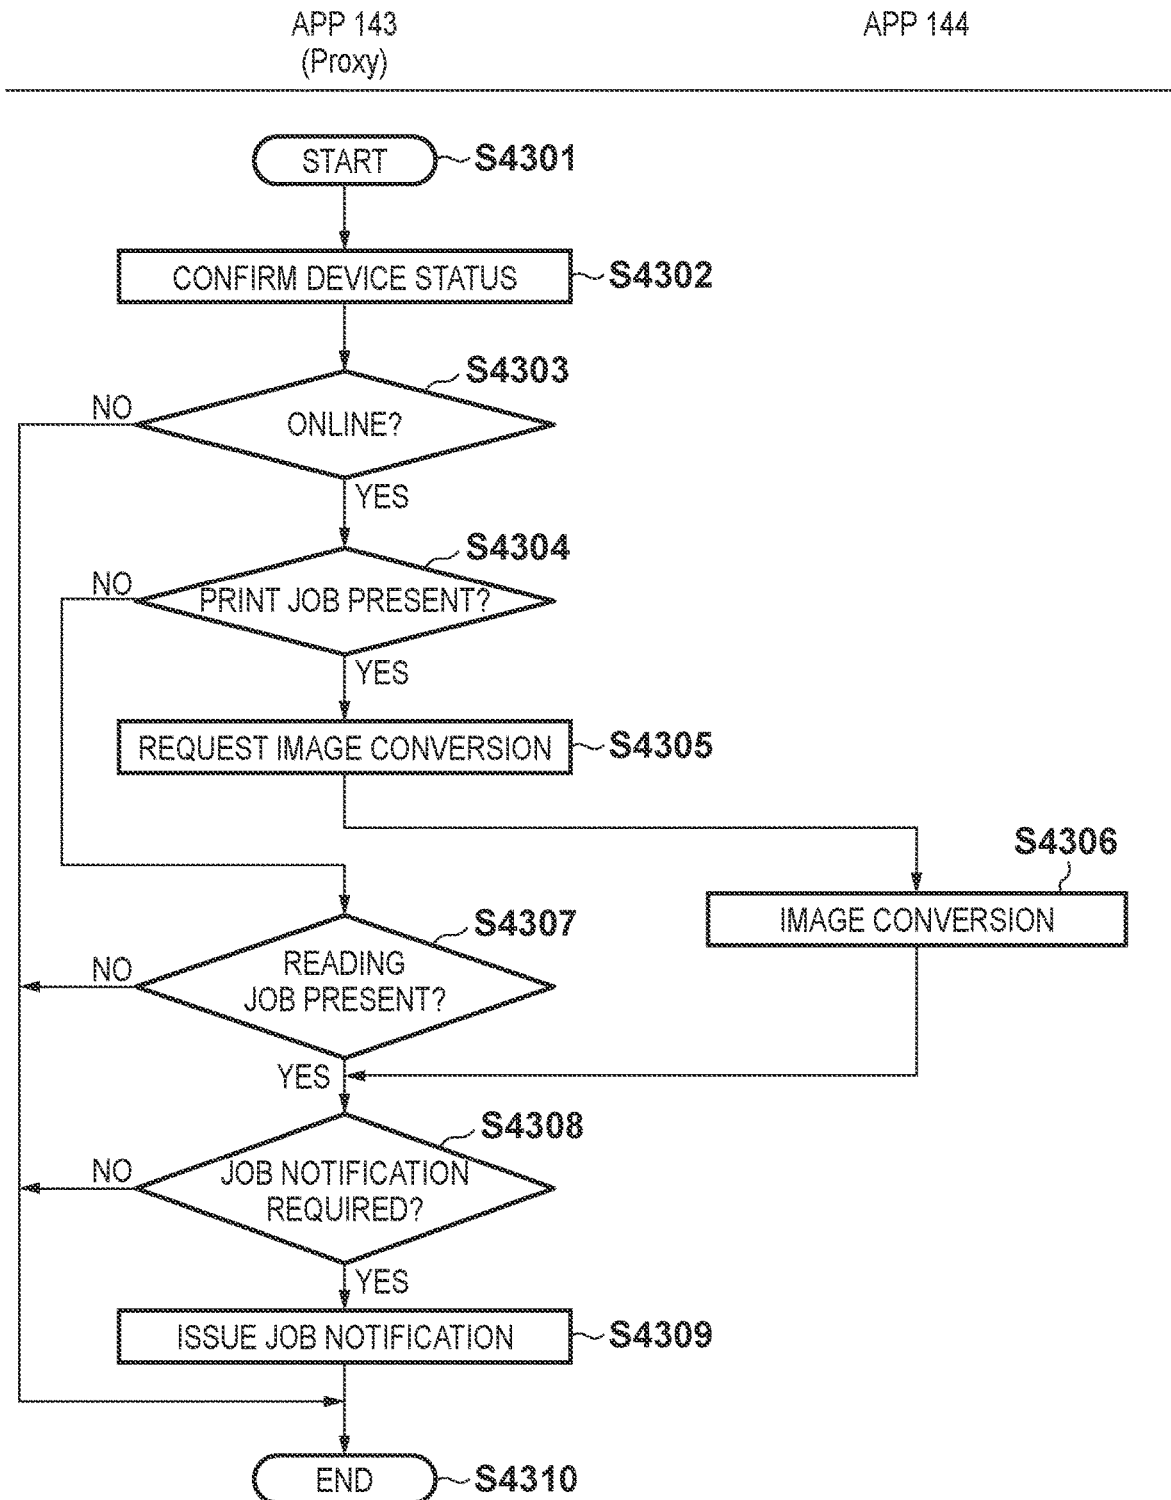 APP 143
(Proxy)
APP 144
START
S4301
CONFIRM DEVICE STATUS
S4302
S4303
NO
ONLINE?
YES
S4304
NO
PRINT JOB PRESENT?
YES
REQUEST IMAGE CONVERSION
S4305
S4306
IMAGE CONVERSION
S4307
NO
READING
JOB PRESENT?
YES
S4308
NO
JOB NOTIFICATION
REQUIRED?
YES
ISSUE JOB NOTIFICATION
S4309
END
S4310